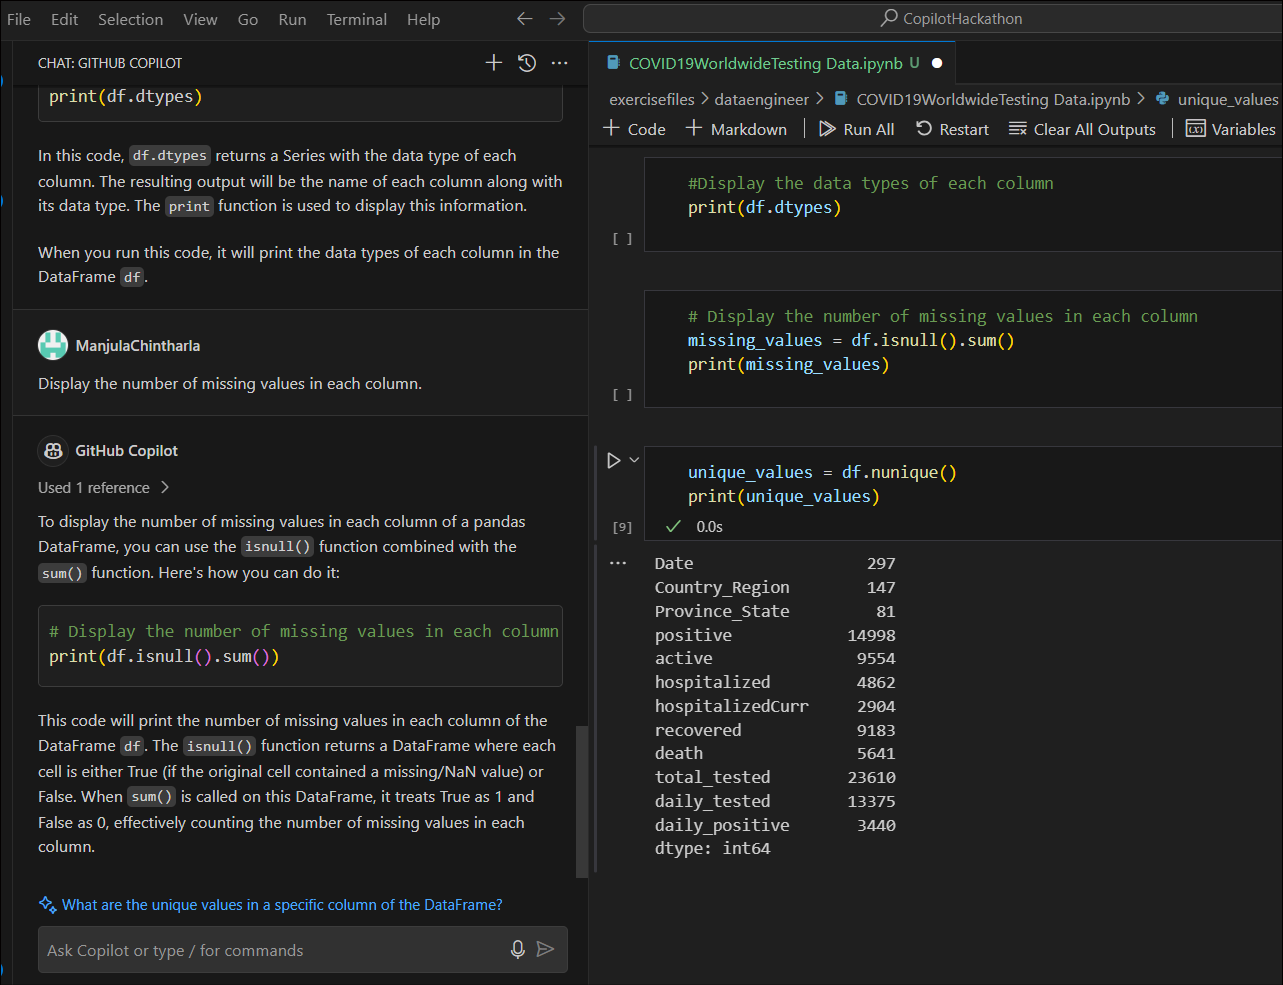 File Edit Selection View Go Run Terminal Help
CopilotHackathon
CHAT: GITHUB COPILOT
print(df.dtypes)
In this code, df.dtypes returns a Series with the data type of each
column. The resulting output will be the name of each column along with
its data type. The print function is used to display this information.
When you run this code, it will print the data types of each column in the
DataFrame df.
ManjulaChintharla
Display the number of missing values in each column.
GitHub Copilot
Used 1 reference
To display the number of missing values in each column of a pandas
DataFrame, you can use the isnull() function combined with the
sum() function. Here's how you can do it:
# Display the number of missing values in each column
print(df.isnull().sum())
This code will print the number of missing values in each column of the
DataFrame df. The isnull() function returns a DataFrame where each
cell is either True (if the original cell contained a missing/NaN value) or
False. When sum() is called on this DataFrame, it treats True as 1 and
False as 0, effectively counting the number of missing values in each
column.
What are the unique values in a specific column of the DataFrame?
Ask Copilot or type / for commands
COVID19WorldwideTesting Data.ipynb U
exercisefiles > dataengineer > COVID19WorldwideTesting Data.ipynb > unique_values
+ Code + Markdown | Run All Restart Clear All Outputs | Variables
#Display the data types of each column
print(df.dtypes)
[ ]
# Display the number of missing values in each column
missing_values = df.isnull().sum()
print(missing_values)
[ ]
unique_values = df.nunique()
print(unique_values)
[9] ✓ 0.0s
... Date 297
Country_Region 147
Province_State 81
positive 14998
active 9554
hospitalized 4862
hospitalizedCurr 2904
recovered 9183
death 5641
total_tested 23610
daily_tested 13375
daily_positive 3440
dtype: int64